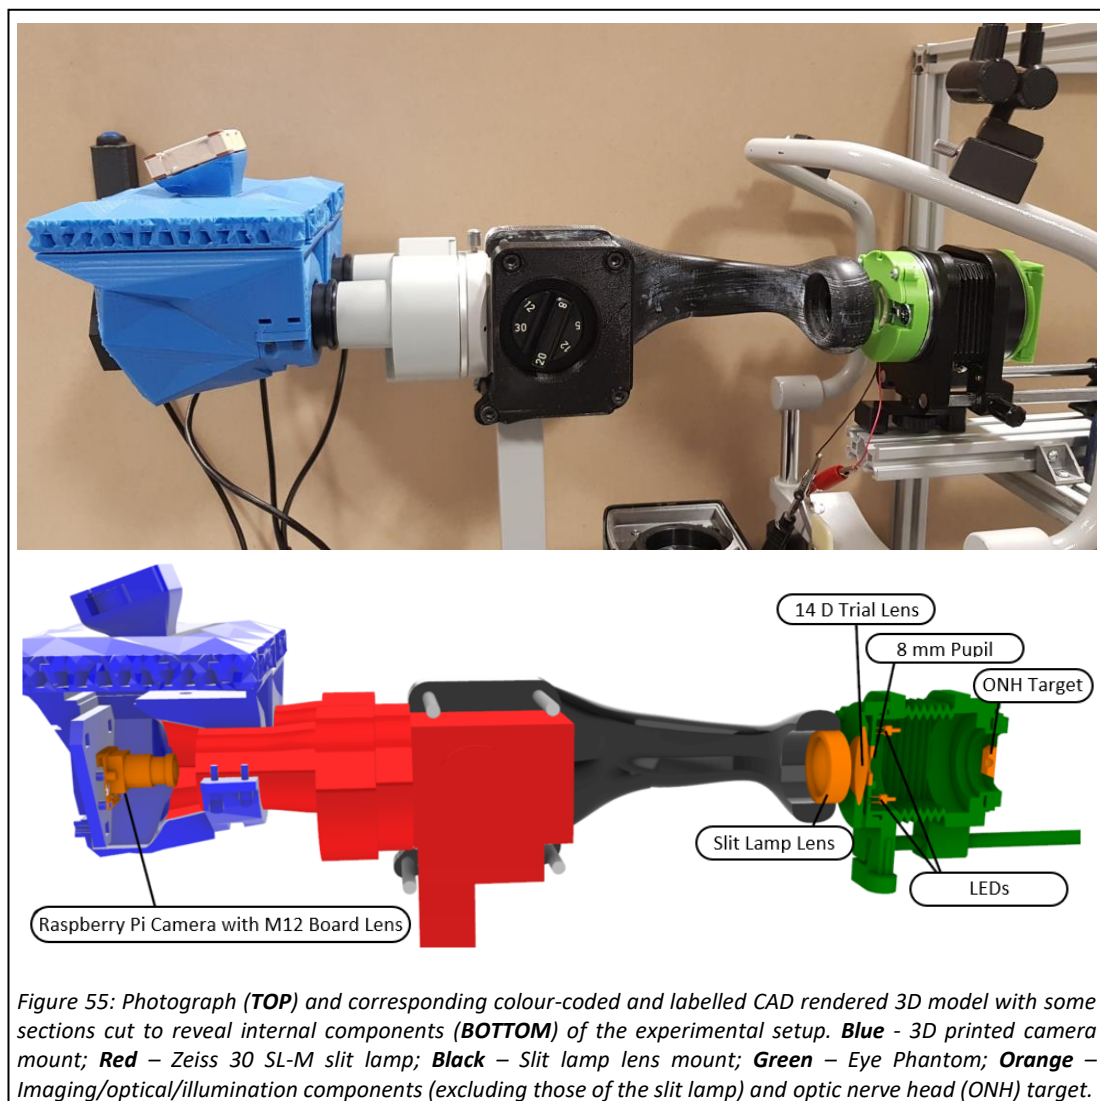 12
8
30
5
20
12
14 D Trial Lens
8 mm Pupil
ONH Target
Slit Lamp Lens
LEDs
Raspberry Pi Camera with M12 Board Lens
Figure 55: Photograph (TOP) and corresponding colour-coded and labelled CAD rendered 3D model with some
sections cut to reveal internal components (BOTTOM) of the experimental setup. Blue - 3D printed camera
mount; Red – Zeiss 30 SL-M slit lamp; Black – Slit lamp lens mount; Green – Eye Phantom; Orange –
Imaging/optical/illumination components (excluding those of the slit lamp) and optic nerve head (ONH) target.